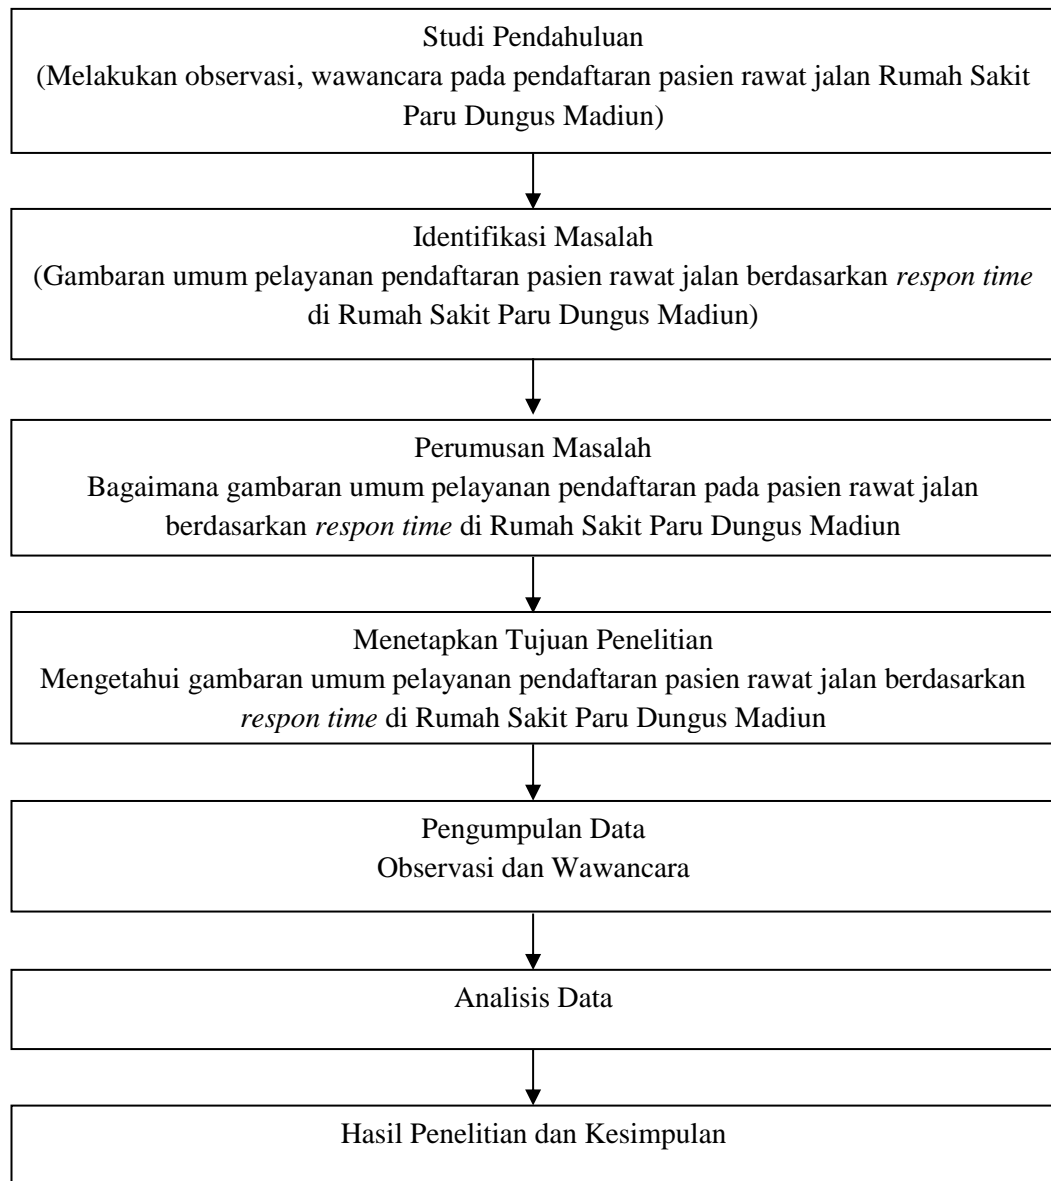 Studi Pendahuluan
(Melakukan observasi, wawancara pada pendaftaran pasien rawat jalan Rumah Sakit
Paru Dungus Madiun)
Identifikasi Masalah
(Gambaran umum pelayanan pendaftaran pasien rawat jalan berdasarkan respon time
di Rumah Sakit Paru Dungus Madiun)
Perumusan Masalah
Bagaimana gambaran umum pelayanan pendaftaran pada pasien rawat jalan
berdasarkan respon time di Rumah Sakit Paru Dungus Madiun
Menetapkan Tujuan Penelitian
Mengetahui gambaran umum pelayanan pendaftaran pasien rawat jalan berdasarkan
respon time di Rumah Sakit Paru Dungus Madiun
Pengumpulan Data
Observasi dan Wawancara
Analisis Data
Hasil Penelitian dan Kesimpulan